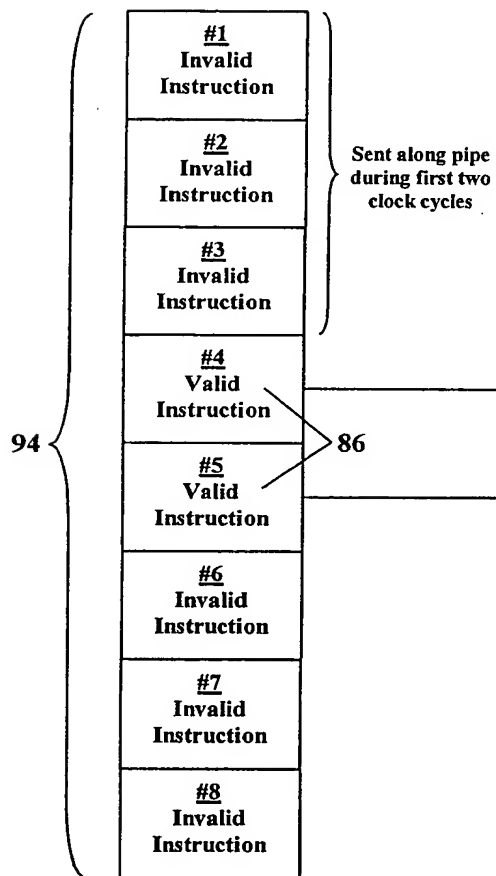 #1
Invalid
Instruction
#2
Invalid
Instruction
#3
Invalid
Instruction
Sent along pipe
during first two
clock cycles
#4
Valid
Instruction
94
86
#5
Valid
Instruction
#6
Invalid
Instruction
#7
Invalid
Instruction
#8
Invalid
Instruction